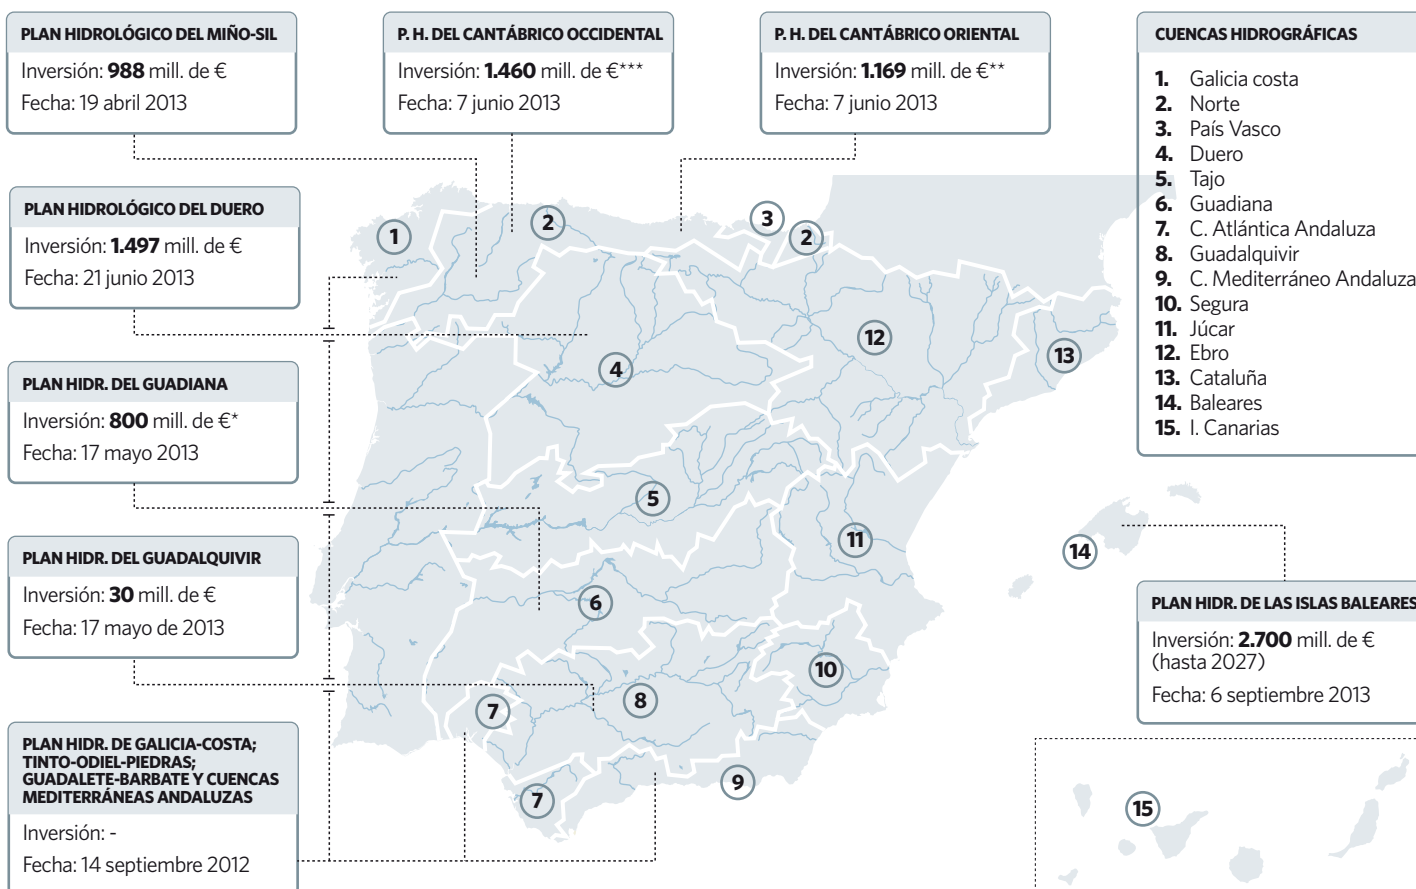 PLAN HIDROLÓGICO DEL MIÑO-SIL
Inversión: 988 mill. de €
Fecha: 19 abril 2013
P. H. DEL CANTÁBRICO OCCIDENTAL
Inversión: 1.460 mill. de €***
Fecha: 7 junio 2013
P. H. DEL CANTÁBRICO ORIENTAL
Inversión: 1.169 mill. de €**
Fecha: 7 junio 2013
CUENCAS HIDROGRÁFICAS
1. Galicia costa
2. Norte
3. País Vasco
4. Duero
5. Tajo
6. Guadiana
7. C. Atlántica Andaluza
8. Guadalquivir
9. C. Mediterráneo Andaluza
10. Segura
11. Júcar
12. Ebro
13. Cataluña
14. Baleares
15. I. Canarias
PLAN HIDROLÓGICO DEL DUERO
Inversión: 1.497 mill. de €
Fecha: 21 junio 2013
PLAN HIDR. DEL GUADIANA
Inversión: 800 mill. de €*
Fecha: 17 mayo 2013
PLAN HIDR. DEL GUADALQUIVIR
Inversión: 30 mill. de €
Fecha: 17 mayo de 2013
PLAN HIDR. DE GALICIA-COSTA;
TINTO-ODIEL-PIEDRAS;
GUADALETE-BARBATE Y CUENCAS
MEDITERRÁNEAS ANDALUZAS
Inversión: -
Fecha: 14 septiembre 2012
PLAN HIDR. DE LAS ISLAS BALEARES
Inversión: 2.700 mill. de €
(hasta 2027)
Fecha: 6 septiembre 2013
1
2
3
2
12
13
4
5
11
14
6
10
8
7
9
7
15